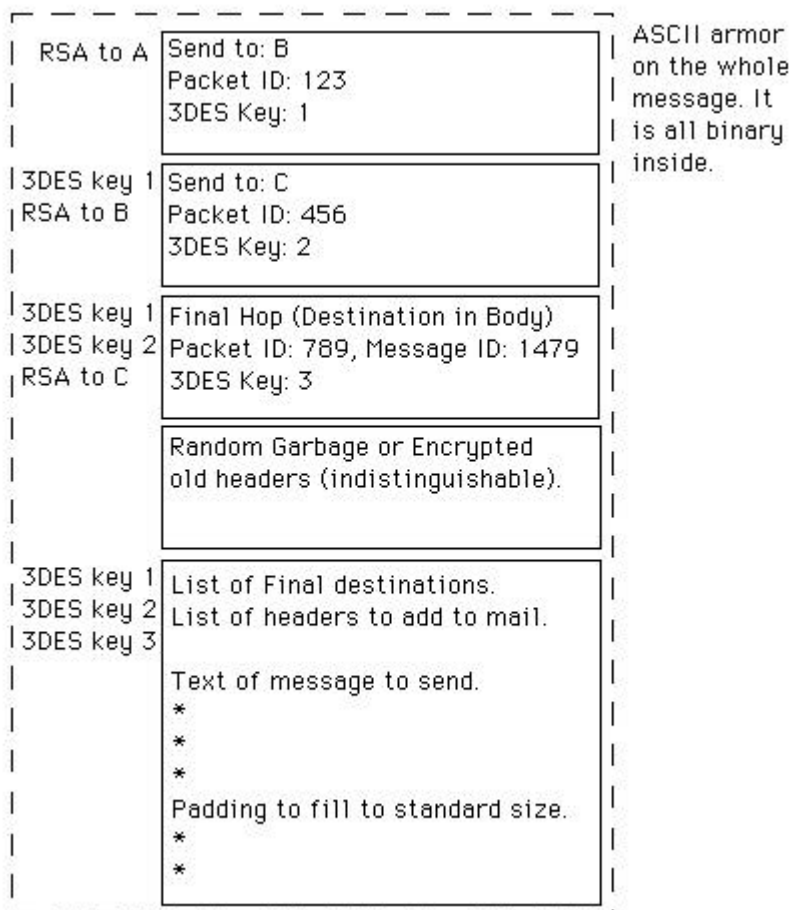 RSA to A
Send to: B
Packet ID: 123
3DES Key: 1
ASCII armor
on the whole
message. It
is all binary
inside.
3DES key 1
RSA to B
Send to: C
Packet ID: 456
3DES Key: 2
3DES key 1
3DES key 2
RSA to C
Final Hop (Destination in Body)
Packet ID: 789, Message ID: 1479
3DES Key: 3
Random Garbage or Encrypted
old headers (indistinguishable).
3DES key 1
3DES key 2
3DES key 3
List of Final destinations.
List of headers to add to mail.
Text of message to send.
*
*
*
Padding to fill to standard size.
*
*